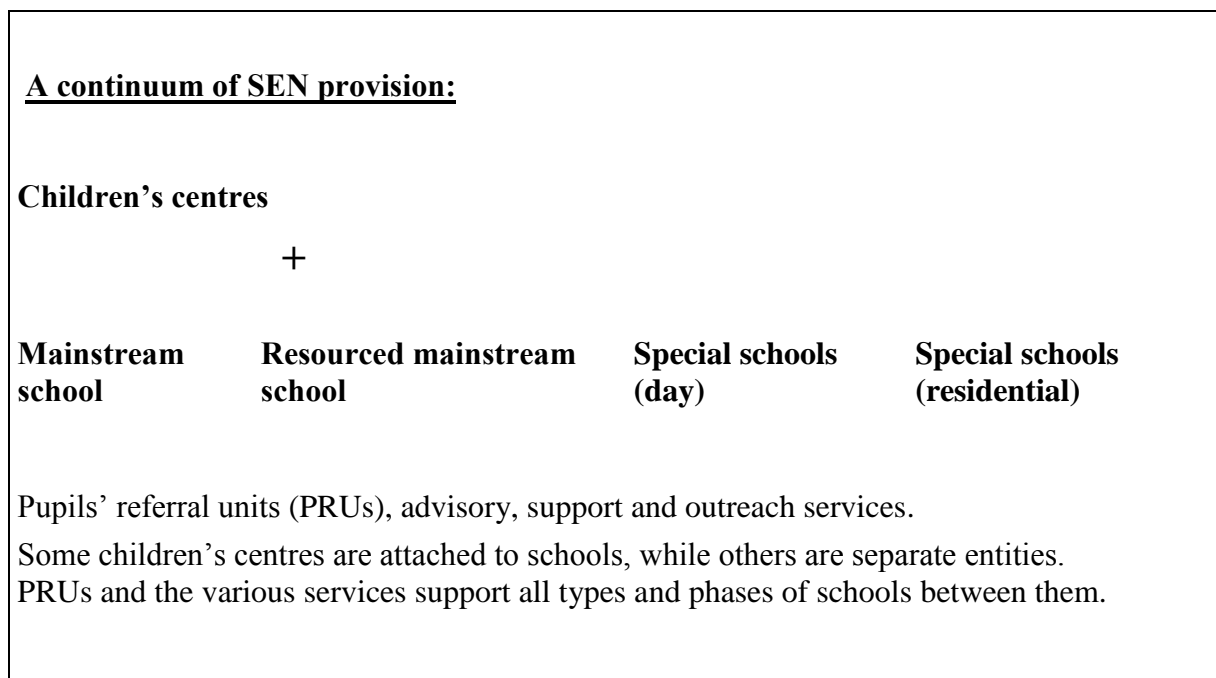 A continuum of SEN provision:
Children’s centres
+
Mainstream school
Resourced mainstream school
Special schools (day)
Special schools (residential)
Pupils’ referral units (PRUs), advisory, support and outreach services.
Some children’s centres are attached to schools, while others are separate entities.
PRUs and the various services support all types and phases of schools between them.